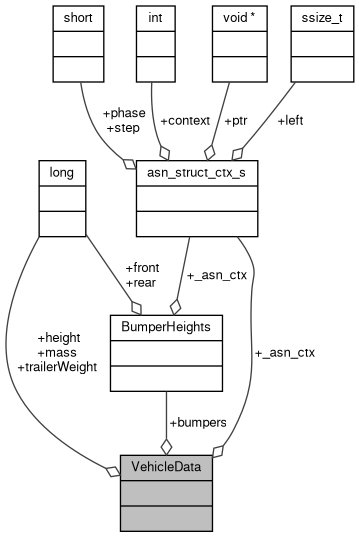 short
int
void *
ssize_t
+phase
+step
+context
+ptr
+left
long
asn_struct_ctx_s
+front
+rear
+_asn_ctx
BumperHeights
+height
+mass
+trailerWeight
+_asn_ctx
+bumpers
VehicleData